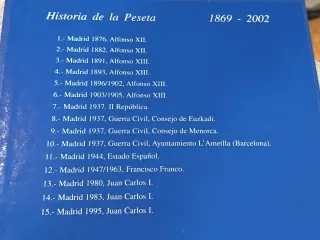 Historia de la Peseta 1869 - 2002
1.- Madrid 1876, Alfonso XII.
2.- Madrid 1882, Alfonso XII.
3.- Madrid 1891, Alfonso XIII.
4.- Madrid 1893, Alfonso XIII.
5.- Madrid 1896/1902, Alfonso XIII.
6.- Madrid 1903/1905, Alfonso XIII.
7.- Madrid 1937. II República.
8.- Madrid 1937, Guerra Civil, Consejo de Euzkadi.
9.- Madrid 1937, Guerra Civil, Consejo de Menorca.
10.- Madrid 1937, Guerra Civil, Ayuntamiento L'Ametlla (Barcelona).
11.- Madrid 1944, Estado Español.
12.- Madrid 1947/1963, Francisco Franco.
13.- Madrid 1980, Juan Carlos I.
14.- Madrid 1983, Juan Carlos I.
15.- Madrid 1995, Juan Carlos I.